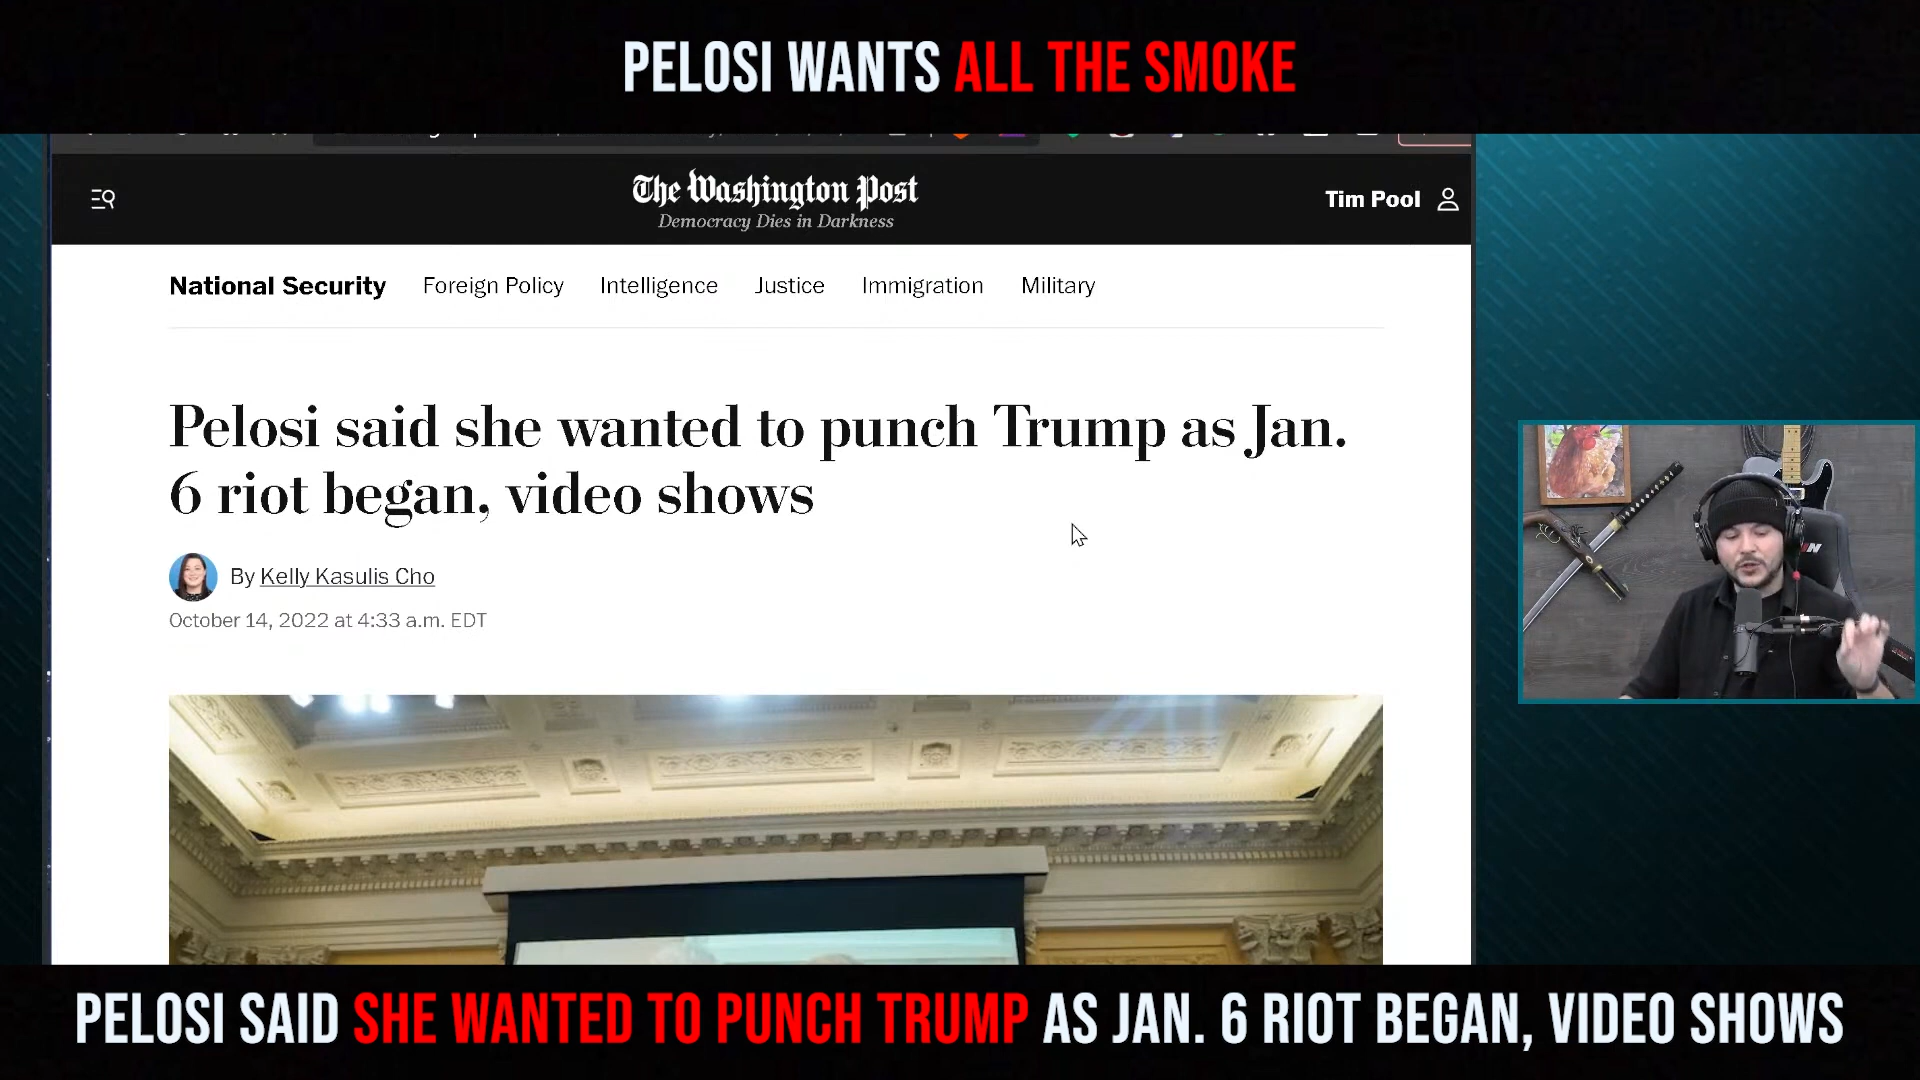 PELOSI WANTS ALL THE SMOKE
The Washington Post
Democracy Dies in Darkness
Tim Pool
National Security Foreign Policy Intelligence Justice Immigration Military
Pelosi said she wanted to punch Trump as Jan.
6 riot began, video shows
By Kelly Kasulis Cho
October 14, 2022 at 4:33 a.m. EDT
PELOSI SAID SHE WANTED TO PUNCH TRUMP AS JAN. 6 RIOT BEGAN, VIDEO SHOWS